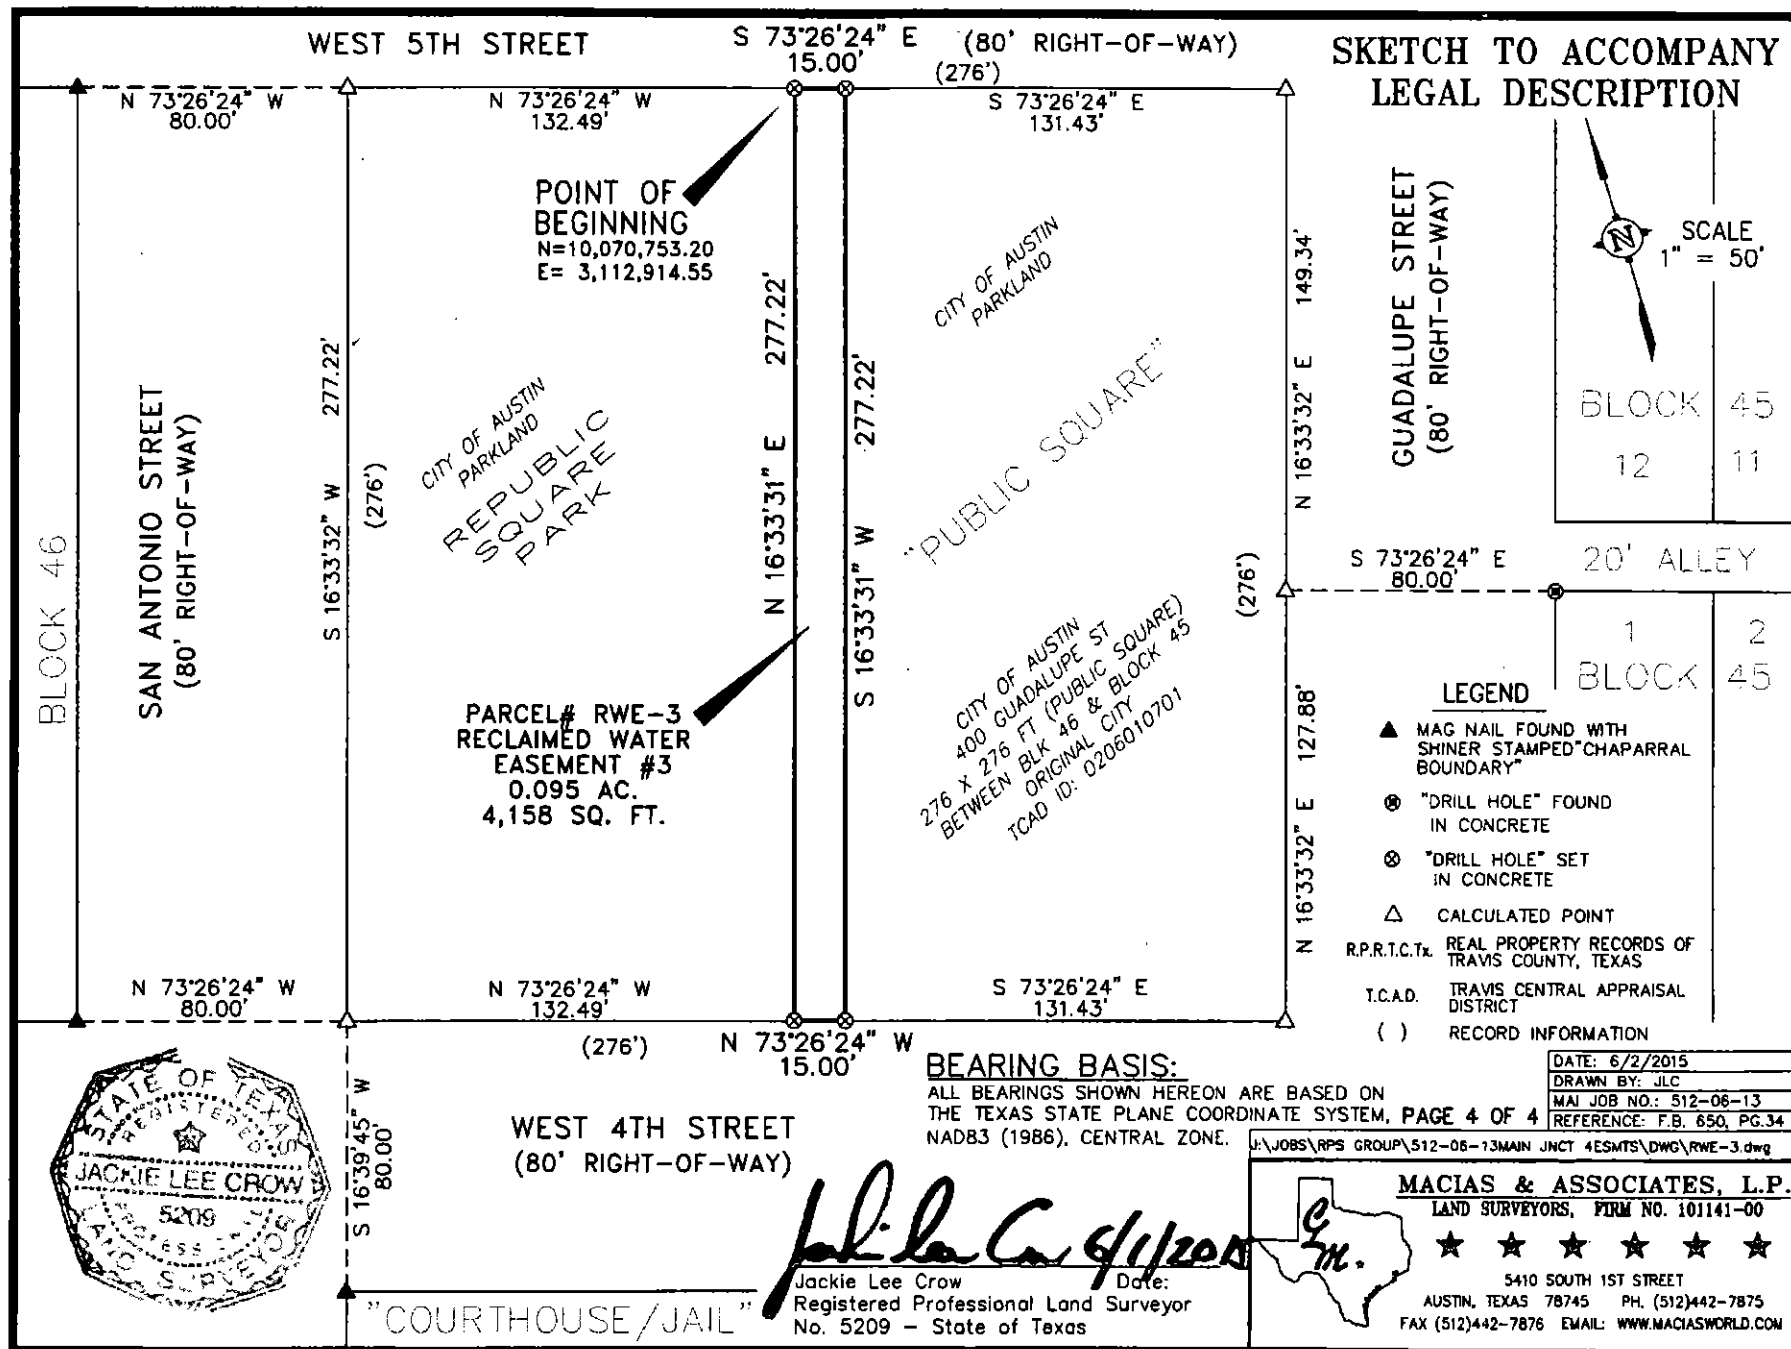 WEST 5TH STREET
S 73°26'24" E
15.00'
(80' RIGHT-OF-WAY)
(276')
SKETCH TO ACCOMPANY
LEGAL DESCRIPTION
N 73°26'24" W
80.00'
N 73°26'24" W
132.49'
S 73°26'24" E
131.43'
POINT OF
BEGINNING
N=10,070,753.20
E= 3,112,914.55
CITY OF AUSTIN
PARKLAND
149.34'
N 16°33'32" E
GUADALUPE STREET
(80' RIGHT-OF-WAY)
N
SCALE
1" = 50'
BLOCK 45
12 11
BLOCK 46
SAN ANTONIO STREET
(80' RIGHT-OF-WAY)
S 16°33'32" W 277.22'
(276')
CITY OF AUSTIN
PARKLAND
REPUBLIC
SQUARE
PARK
N 16°33'31" E 277.22'
S 16°33'31" W 277.22'
"PUBLIC SQUARE"
(276')
S 73°26'24" E
80.00'
20' ALLEY
1 2
BLOCK 45
PARCEL# RWE-3
RECLAIMED WATER
EASEMENT #3
0.095 AC.
4,158 SQ. FT.
CITY OF AUSTIN
400 GUADALUPE ST
276 X 276 FT (PUBLIC SQUARE)
BETWEEN BLK 46 & BLOCK 45
ORIGINAL CITY
TCAD ID: 0206010701
N 16°33'32" E 127.88'
LEGEND
MAG NAIL FOUND WITH
SHINER STAMPED"CHAPARRAL
BOUNDARY"
"DRILL HOLE" FOUND
IN CONCRETE
"DRILL HOLE" SET
IN CONCRETE
CALCULATED POINT
R.P.R.T.C.Tx. REAL PROPERTY RECORDS OF
TRAVIS COUNTY, TEXAS
T.C.A.D. TRAVIS CENTRAL APPRAISAL
DISTRICT
( ) RECORD INFORMATION
N 73°26'24" W
80.00'
N 73°26'24" W
132.49'
S 73°26'24" E
131.43'
(276')
N 73°26'24" W
15.00'
S 16°39'45" W
80.00'
WEST 4TH STREET
(80' RIGHT-OF-WAY)
BEARING BASIS:
ALL BEARINGS SHOWN HEREON ARE BASED ON
THE TEXAS STATE PLANE COORDINATE SYSTEM,
NAD83 (1986), CENTRAL ZONE.
PAGE 4 OF 4
DATE: 6/2/2015
DRAWN BY: JLC
MAI JOB NO.: 512-06-13
REFERENCE: F.B. 650, PG.34
J:\JOBS\RPS GROUP\512-06-13MAIN JNCT 4ESMTS\DWG\RWE-3.dwg
STATE OF TEXAS
REGISTERED
JACKIE LEE CROW
5209
LAND SURVEYOR
"COURTHOUSE/JAIL"
Jackie Lee Crow Date:
Registered Professional Land Surveyor
No. 5209 - State of Texas
C
M.
MACIAS & ASSOCIATES, L.P.
LAND SURVEYORS, FIRM NO. 101141-00
5410 SOUTH 1ST STREET
AUSTIN, TEXAS 78745 PH. (512)442-7875
FAX (512)442-7876 EMAIL: WWW.MACIASWORLD.COM